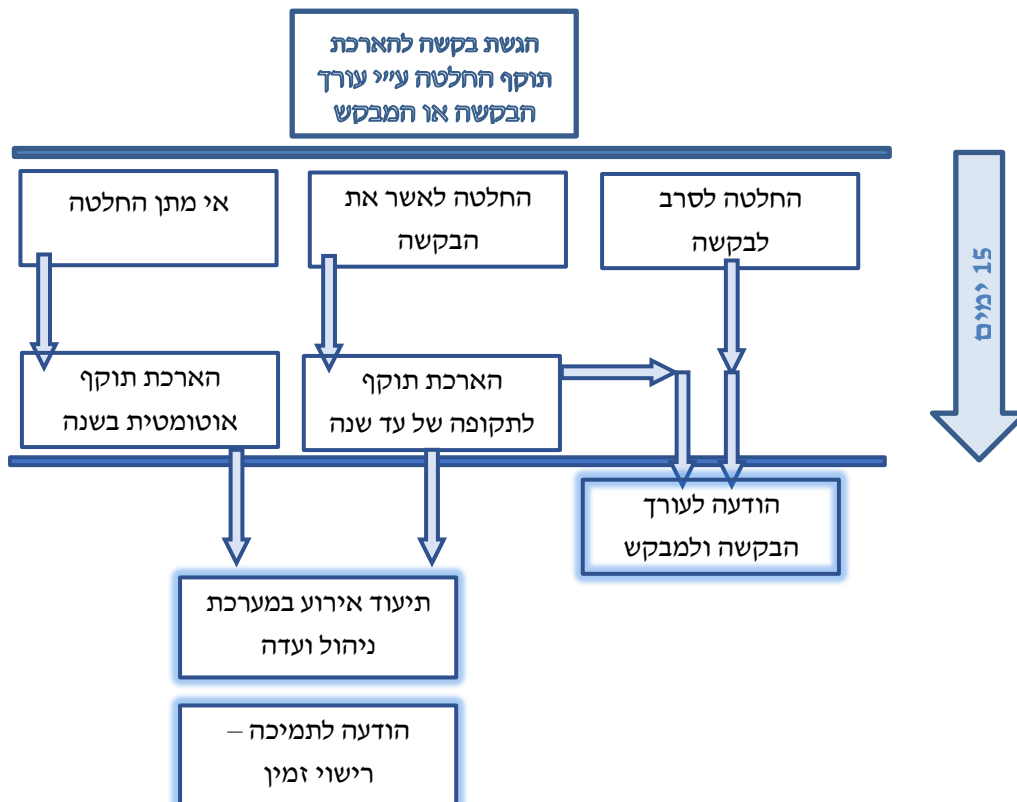 הגשת בקשה להארכת
תוקף החלטה ע״י עורך
הבקשה או המבקש
החלטה לסרב
לבקשה
החלטה לאשר את
הבקשה
אי מתן החלטה
15 ימים
הארכת תוקף
לתקופה של עד שנה
הארכת תוקף
אוטומטית בשנה
הודעה לעורך
הבקשה ולמבקש
תיעוד אירוע במערכת
ניהול ועדה
הודעה לתמיכה –
רישוי זמין